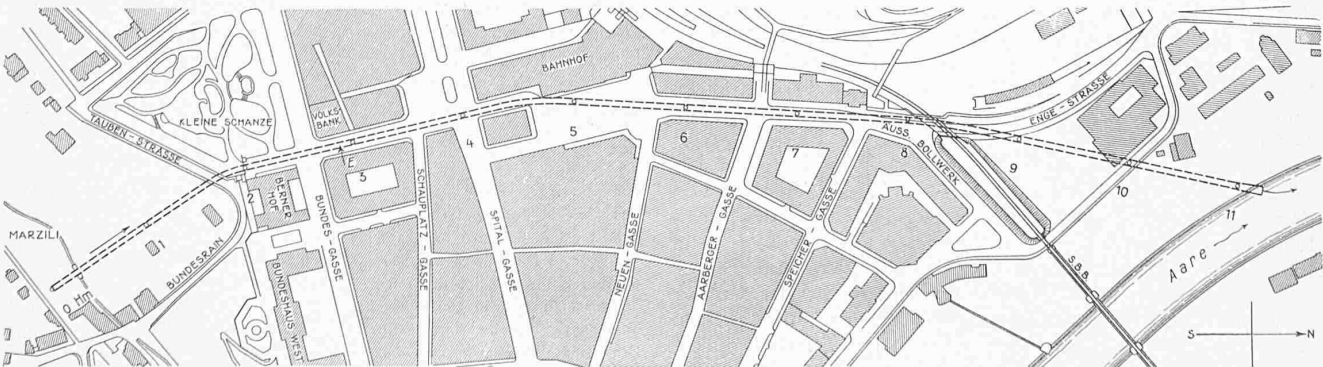 TAUBEN-STRASSE
KLEINE SCHANZE
VOLKS-
BANK
BAHNHOF
ENGE-STRASSE
ÄUSS.
BOLLWERK
MARZILI
0 Hm
1
2
BERNER
HOF
E
3
4
5
6
7
8
9
10
11
BUNDESRAIN
BUNDESHAUS WEST
BUNDES-GASSE
SCHAUPLATZ-GASSE
SPITAL-GASSE
NEUEN-GASSE
AARBERGER-GASSE
SPEICHER-GASSE
S.B.B.
Aare
S
N